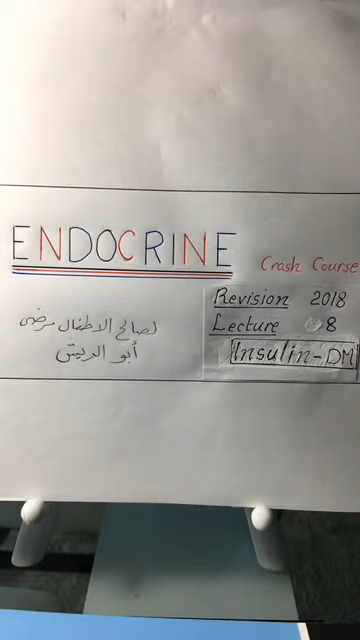 ENDOCRINE
Crash Course
Revision 2018
Lecture 8
Insulin-DM
لصالح الاطفال مرضى
أبو الريش